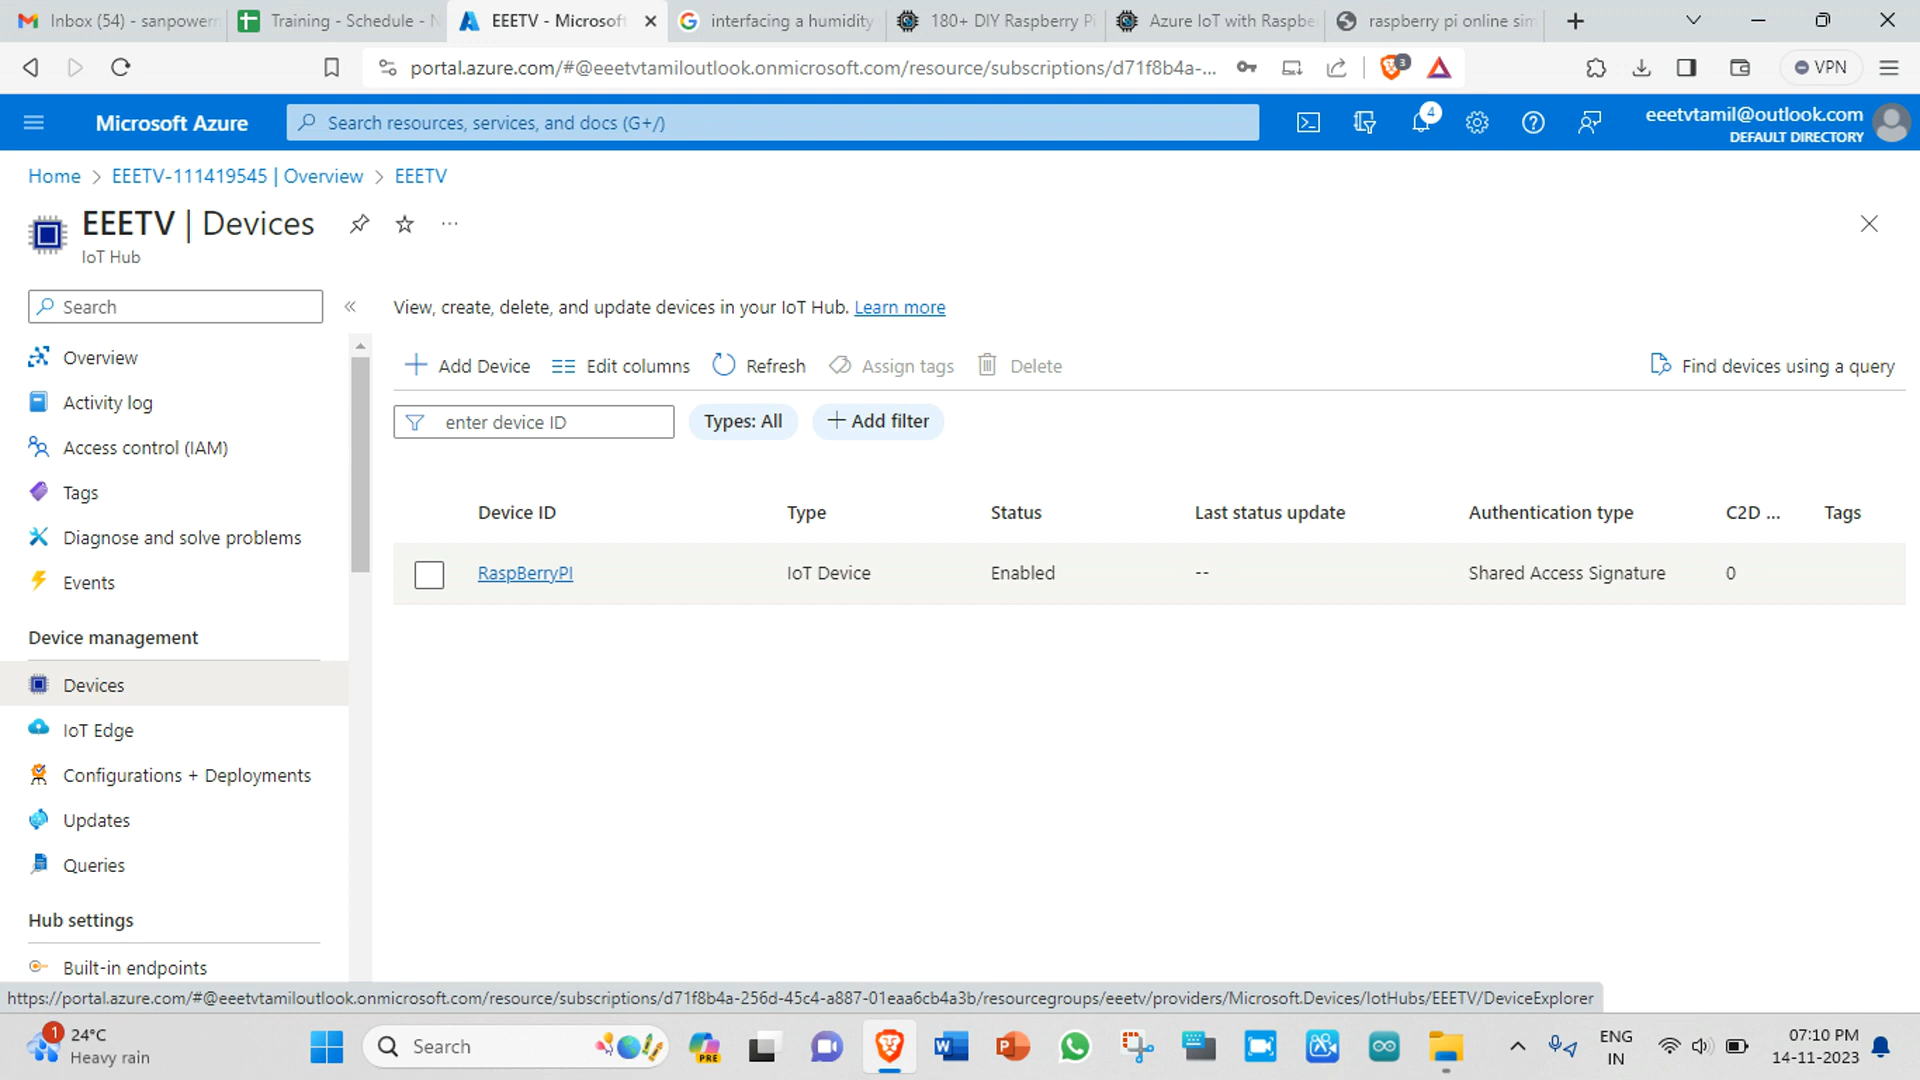 Inbox (54) - sanpowern
Training - Schedule - N
EEETV - Microsoft
interfacing a humidity
180+ DIY Raspberry Pi
Azure IoT with Raspbe
raspberry pi online sim
portal.azure.com/#@eeetvtamiloutlook.onmicrosoft.com/resource/subscriptions/d71f8b4a-...
3
VPN
Microsoft Azure
Search resources, services, and docs (G+/)
4
eeetvtamil@outlook.com
DEFAULT DIRECTORY
Home > EEETV-111419545 | Overview > EEETV
EEETV | Devices
IoT Hub
Search
View, create, delete, and update devices in your IoT Hub. Learn more
Overview
Activity log
Access control (IAM)
Tags
Diagnose and solve problems
Events
Device management
Devices
IoT Edge
Configurations + Deployments
Updates
Queries
Hub settings
Built-in endpoints
Add Device
Edit columns
Refresh
Assign tags
Delete
Find devices using a query
enter device ID
Types: All
Add filter
Device ID Type Status Last status update Authentication type C2D ... Tags
RaspBerryPI IoT Device Enabled -- Shared Access Signature 0
https://portal.azure.com/#@eeetvtamiloutlook.onmicrosoft.com/resource/subscriptions/d71f8b4a-256d-45c4-a887-01eaa6cb4a3b/resourcegroups/eeetv/providers/Microsoft.Devices/IotHubs/EEETV/DeviceExplorer
1
24°C
Heavy rain
Search
PRE
ENG
IN
07:10 PM
14-11-2023